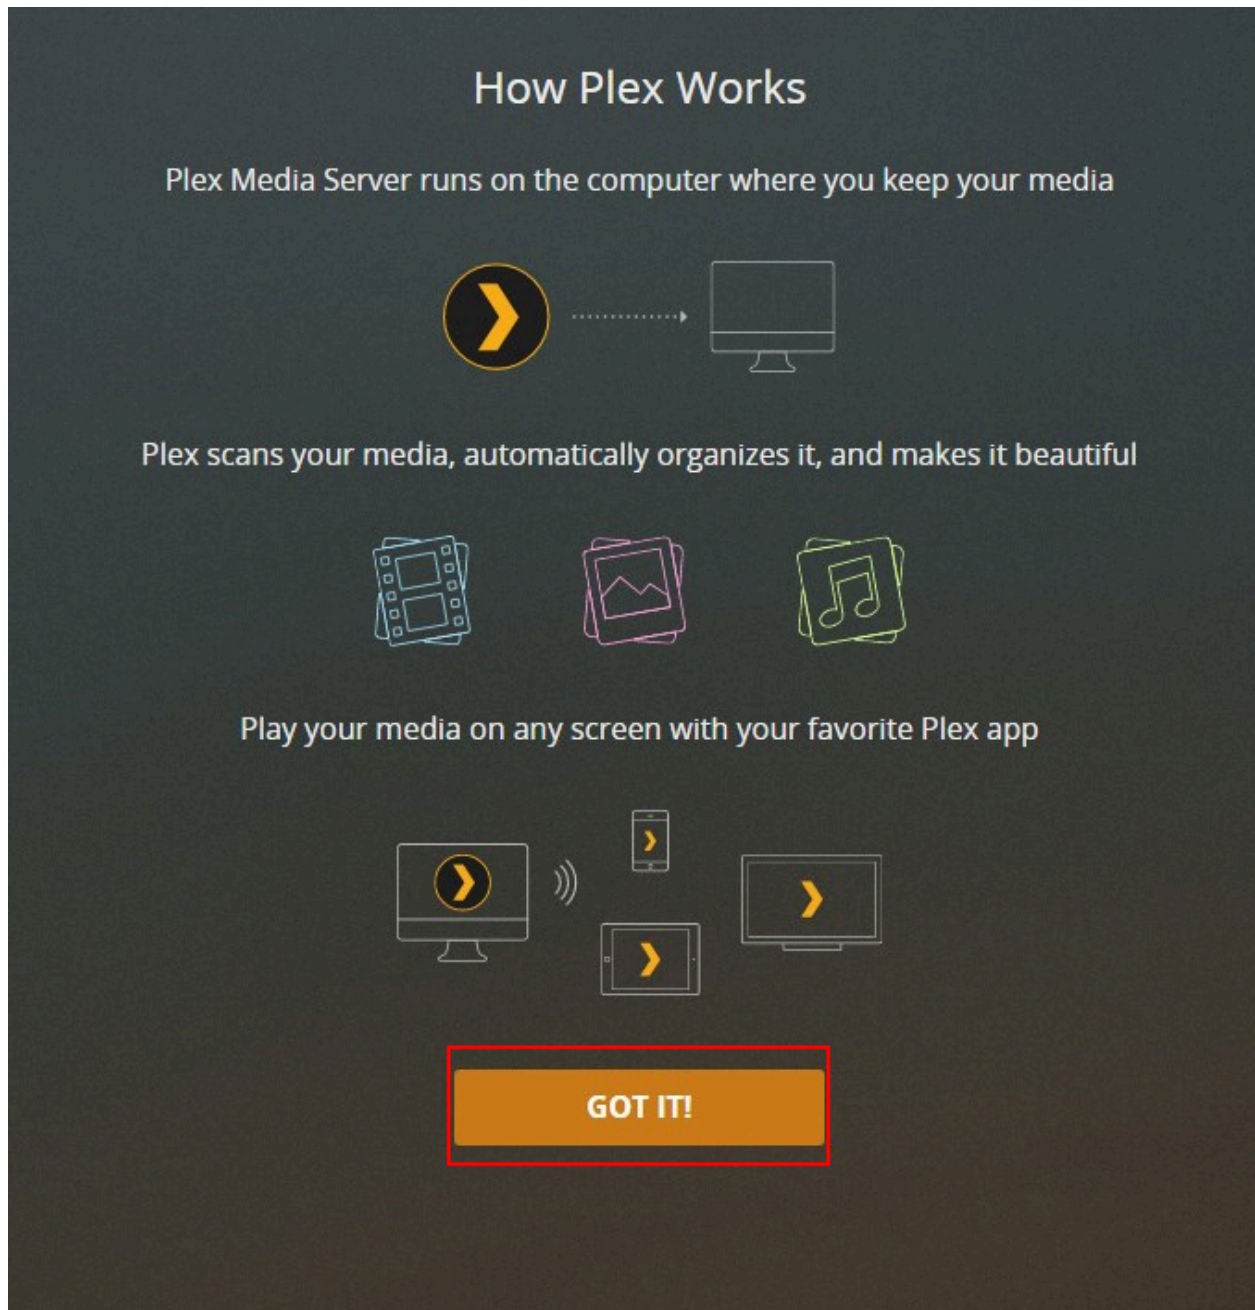 How Plex Works
Plex Media Server runs on the computer where you keep your media
Plex scans your media, automatically organizes it, and makes it beautiful
Play your media on any screen with your favorite Plex app
GOT IT!